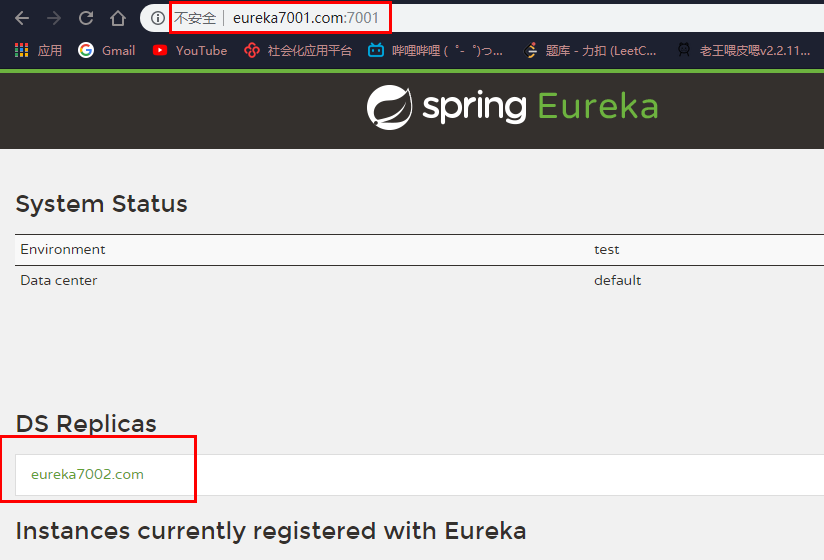 不安全 | eureka7001.com:7001
应用 Gmail YouTube 社会化应用平台 哔哩哔哩 ( ゜- ゜)つ... 题库 - 力扣 (LeetC... 老王喂皮嗯v2.2.11...
spring Eureka
System Status
Environment test
Data center default
DS Replicas
eureka7002.com
Instances currently registered with Eureka